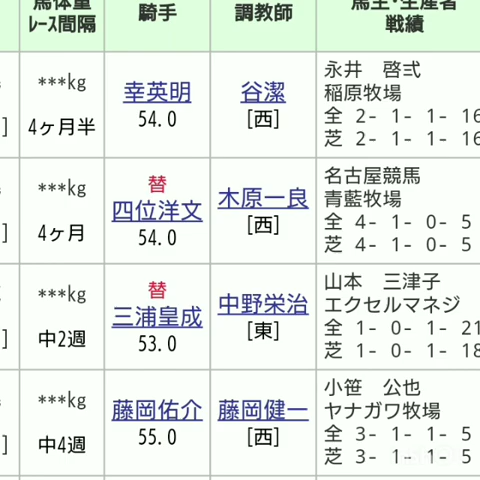 馬体重
ﾚｰｽ間隔
騎手
調教師
馬主･生産者
戦績
***kg
4ヶ月半
幸英明
54.0
谷潔
[西]
永井 啓弍
稲原牧場
全 2- 1- 1- 16
芝 2- 1- 1- 16
***kg
4ヶ月
替
四位洋文
54.0
木原一良
[西]
名古屋競馬
青藍牧場
全 4- 1- 0- 5
芝 4- 1- 0- 5
***kg
中2週
替
三浦皇成
53.0
中野栄治
[東]
山本 三津子
エクセルマネジ
全 1- 0- 1- 21
芝 1- 0- 1- 18
***kg
中4週
藤岡佑介
55.0
藤岡健一
[西]
小笹 公也
ヤナガワ牧場
全 3- 1- 1- 5
芝 3- 1- 1- 5